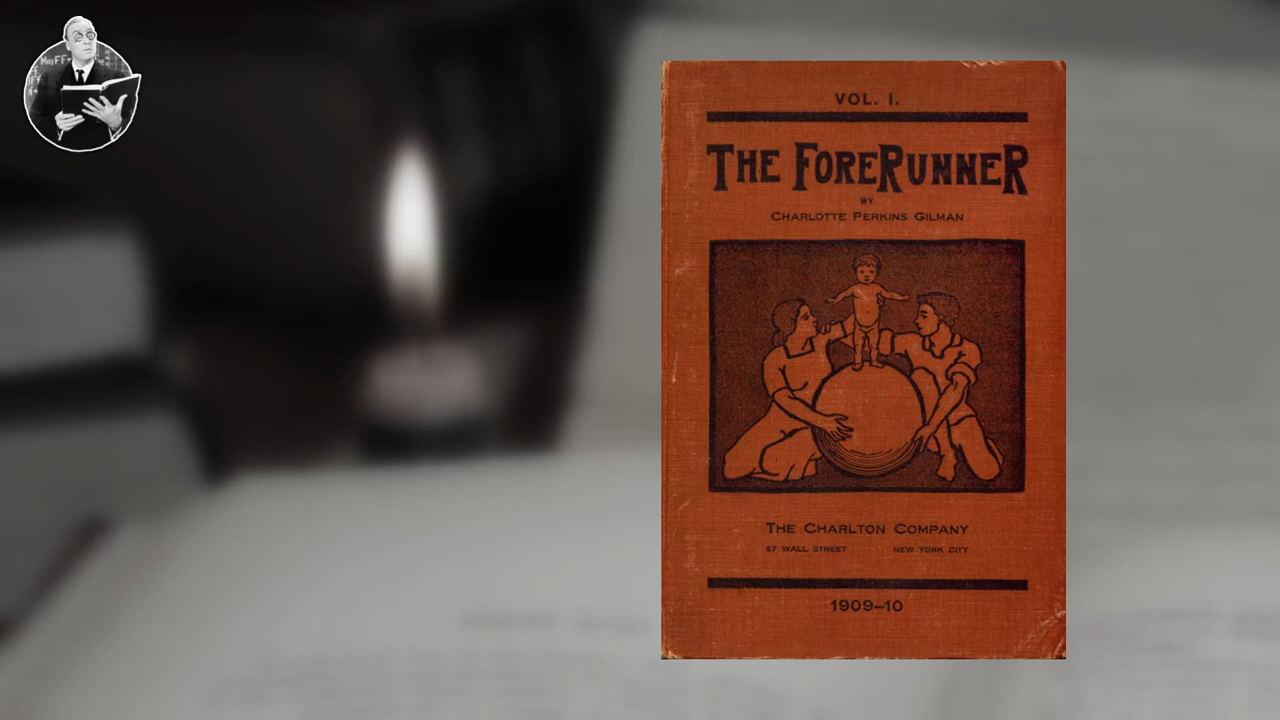 VOL. I.
THE FORERUNNER
BY
CHARLOTTE PERKINS GILMAN
THE CHARLTON COMPANY
67 WALL STREET NEW YORK CITY
1909–10